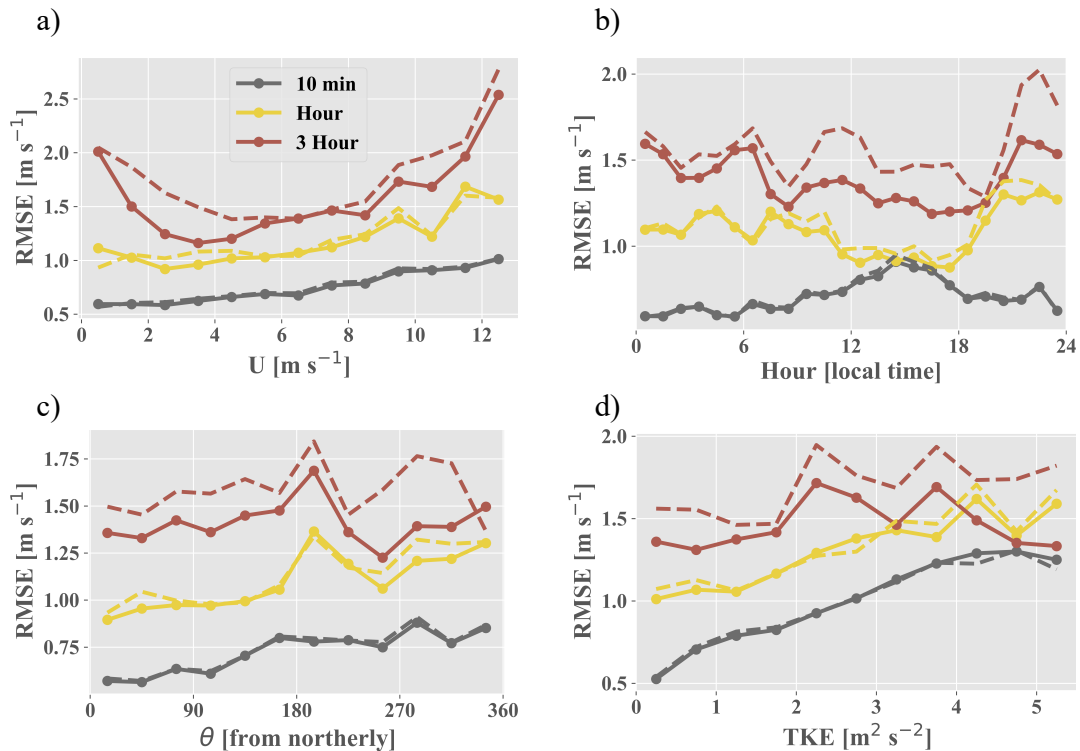 a)
RMSE [m s⁻¹]
2.5
2.0
1.5
1.0
0.5
10 min
Hour
3 Hour
0 2 4 6 8 10 12
U [m s⁻¹]
b)
RMSE [m s⁻¹]
2.0
1.5
1.0
0 6 12 18 24
Hour [local time]
c)
RMSE [m s⁻¹]
1.75
1.50
1.25
1.00
0.75
0 90 180 270 360
θ [from northerly]
d)
RMSE [m s⁻¹]
2.0
1.5
1.0
0.5
0 1 2 3 4 5
TKE [m² s⁻²]